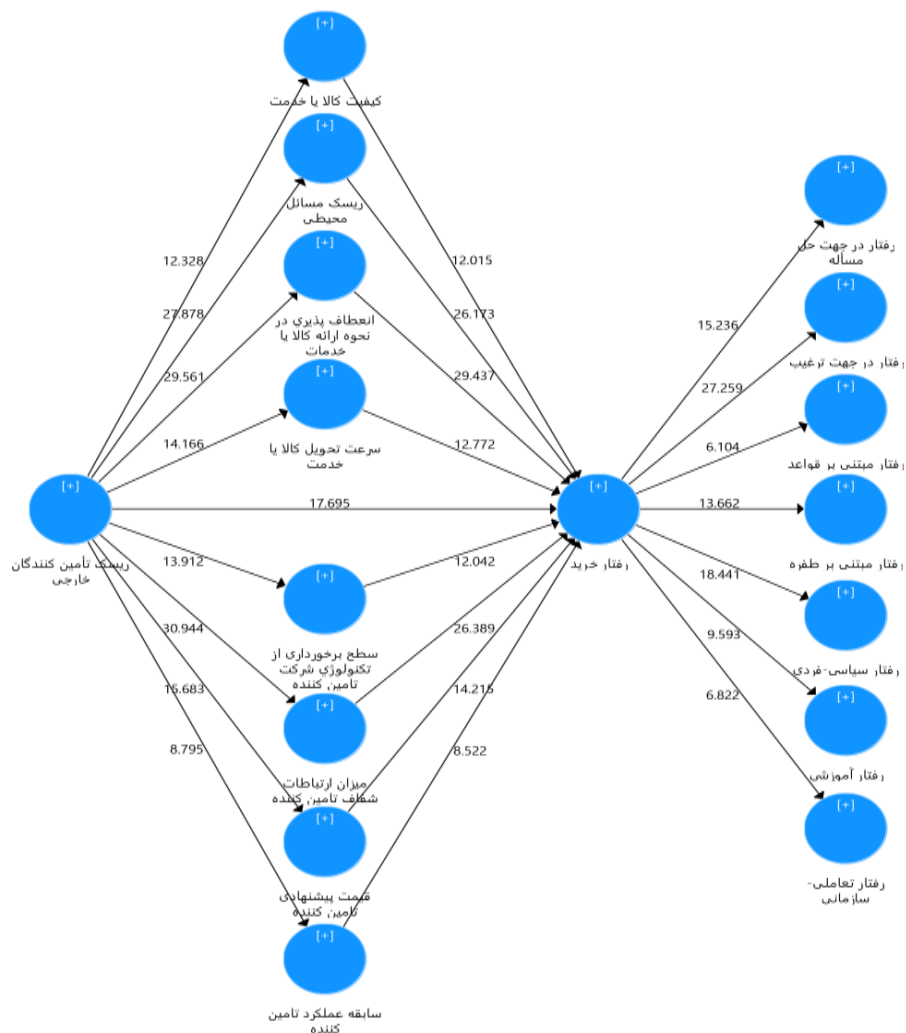 [+]
کیفیت کالا یا خدمت
[+]
ریسک مسائل
محیطی
[+]
انعطاف پذیري در
نحوه ارائه کالا یا
خدمات
[+]
سرعت تحویل کالا یا
خدمت
[+]
ریسک تأمین کنندگان
خارجی
[+]
سطح برخورداری از
تکنولوژي شرکت
تامین کننده
[+]
میزان ارتباطات
شفاف تامین کننده
[+]
قیمت پیشنهادی
تامین کننده
[+]
سابقه عملکرد تامین
کننده
[+]
رفتار خرید
[+]
رفتار در جهت حل
مسأله
[+]
رفتار در جهت ترغیب
[+]
رفتار مبتنی بر قواعد
[+]
رفتار مبتنی بر طفره
[+]
رفتار سیاسی-فردی
[+]
رفتار آموزشی
[+]
رفتار تعاملی-
سازمانی
12.328
27.878
29.561
14.166
17.695
13.912
30.944
15.683
8.795
12.015
26.173
29.437
12.772
12.042
26.389
14.215
8.522
15.236
27.259
6.104
13.662
18.441
9.593
6.822